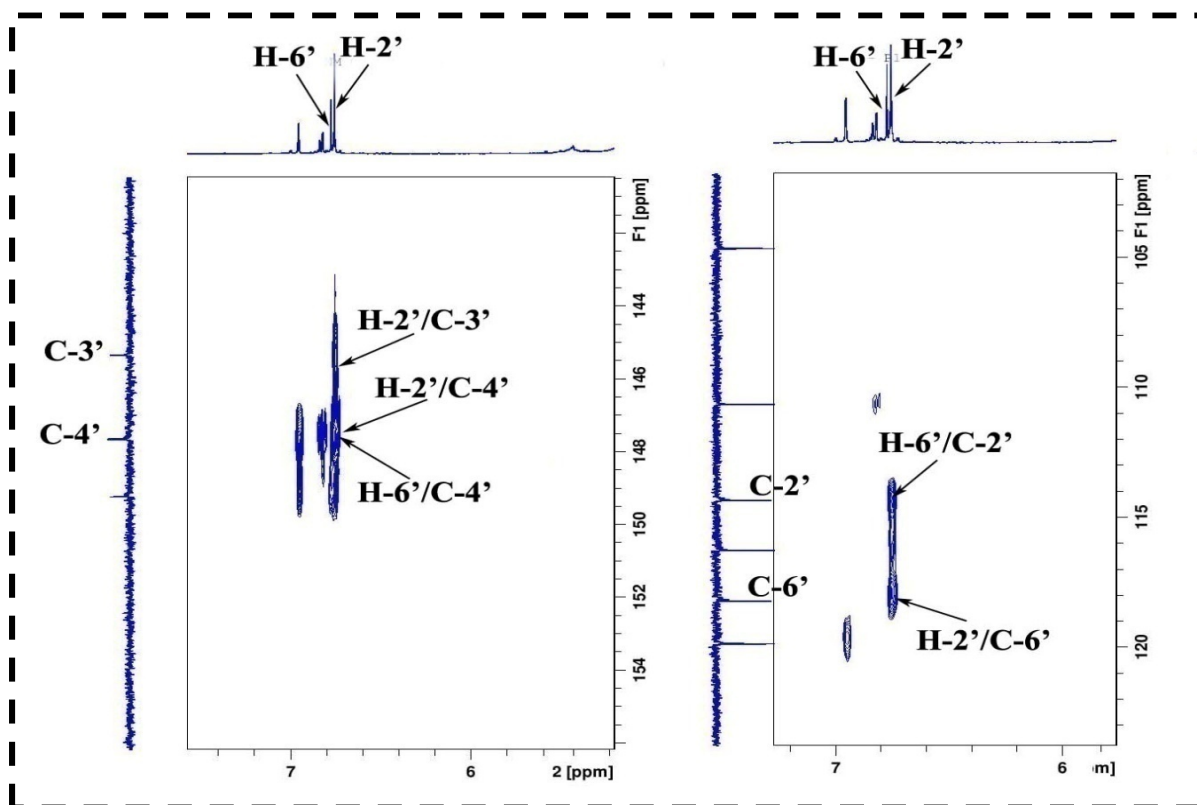 H-6’ H-2’
H-6’ H-2’
C-3’
C-4’
H-2’/C-3’
H-2’/C-4’
H-6’/C-4’
144
146
148
150
152
154
F1 [ppm]
7 6 2 [ppm]
C-2’
C-6’
H-6’/C-2’
H-2’/C-6’
105
110
115
120
F1 [ppm]
7 6